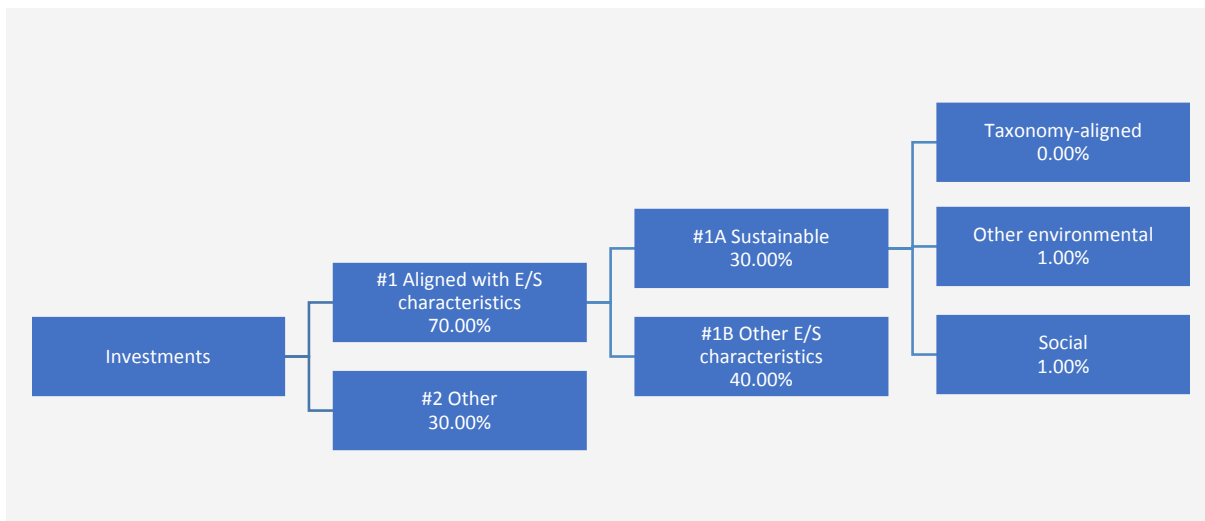 Investments
#1 Aligned with E/S
characteristics
70.00%
#2 Other
30.00%
#1A Sustainable
30.00%
#1B Other E/S
characteristics
40.00%
Taxonomy-aligned
0.00%
Other environmental
1.00%
Social
1.00%